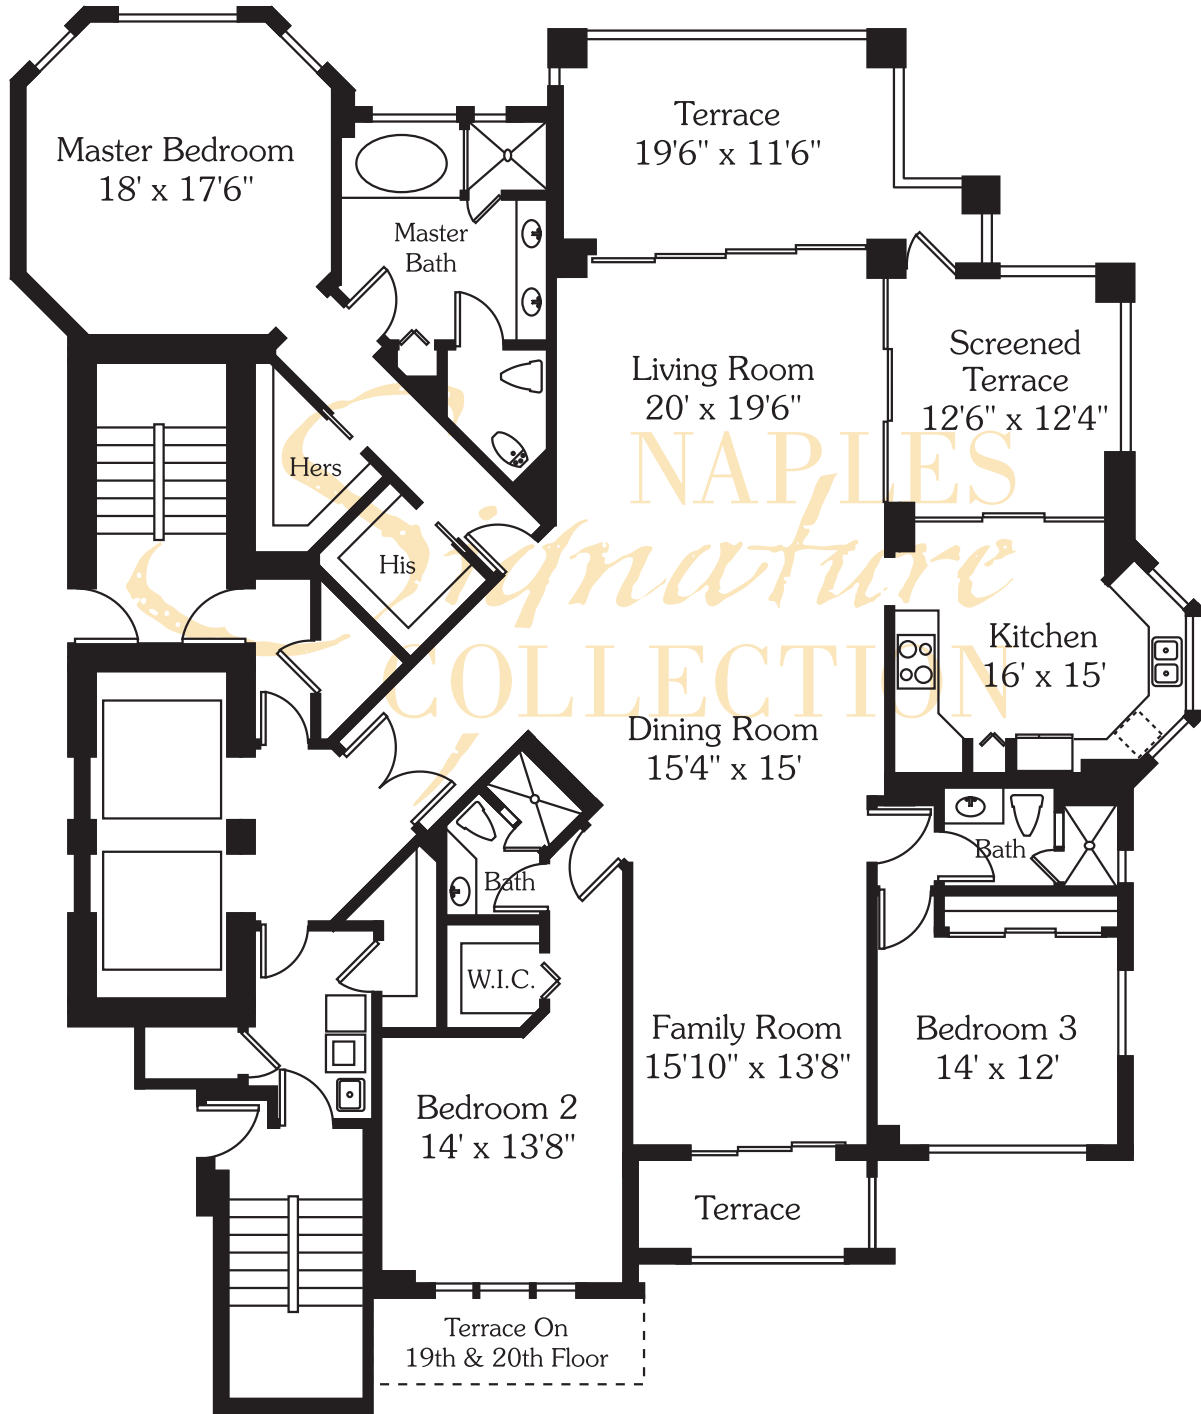 Master Bedroom
18' x 17'6"
Terrace
19'6" x 11'6"
Master
Bath
Living Room
20' x 19'6"
Screened
Terrace
12'6" x 12'4"
Hers
His
NAPLES
Signature
COLLECTION
Kitchen
16' x 15'
Dining Room
15'4" x 15'
Bath
Bath
W.I.C.
Family Room
15'10" x 13'8"
Bedroom 3
14' x 12'
Bedroom 2
14' x 13'8"
Terrace
Terrace On
19th & 20th Floor